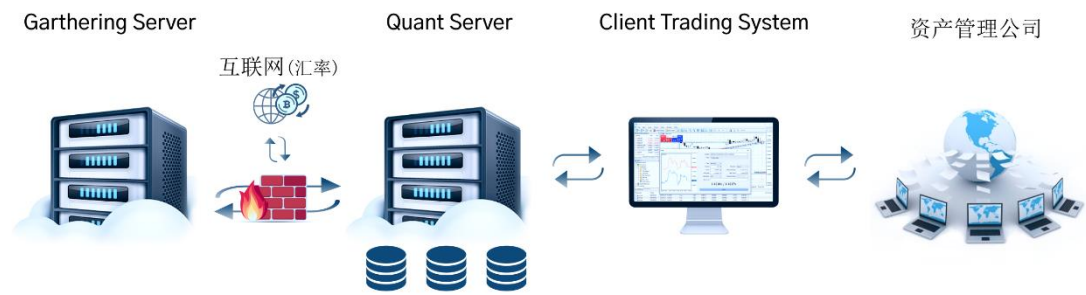 Garthering Server
Quant Server
Client Trading System
资产管理公司
互联网(汇率)